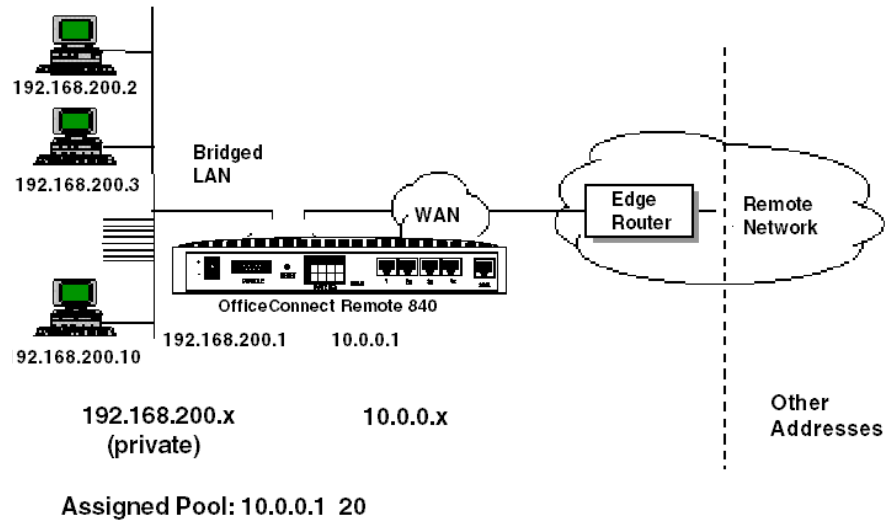 192.168.200.2
192.168.200.3
Bridged
LAN
WAN
Edge
Router
Remote
Network
CONSOLE
RESET
OfficeConnect Remote 840
192.168.200.1 10.0.0.1
92.168.200.10
192.168.200.x
(private)
10.0.0.x
Other
Addresses
Assigned Pool: 10.0.0.1 20